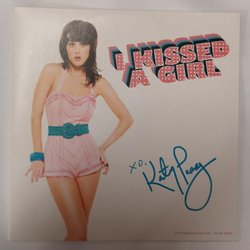 I KISSED
A GIRL
xo,
Katy Perry